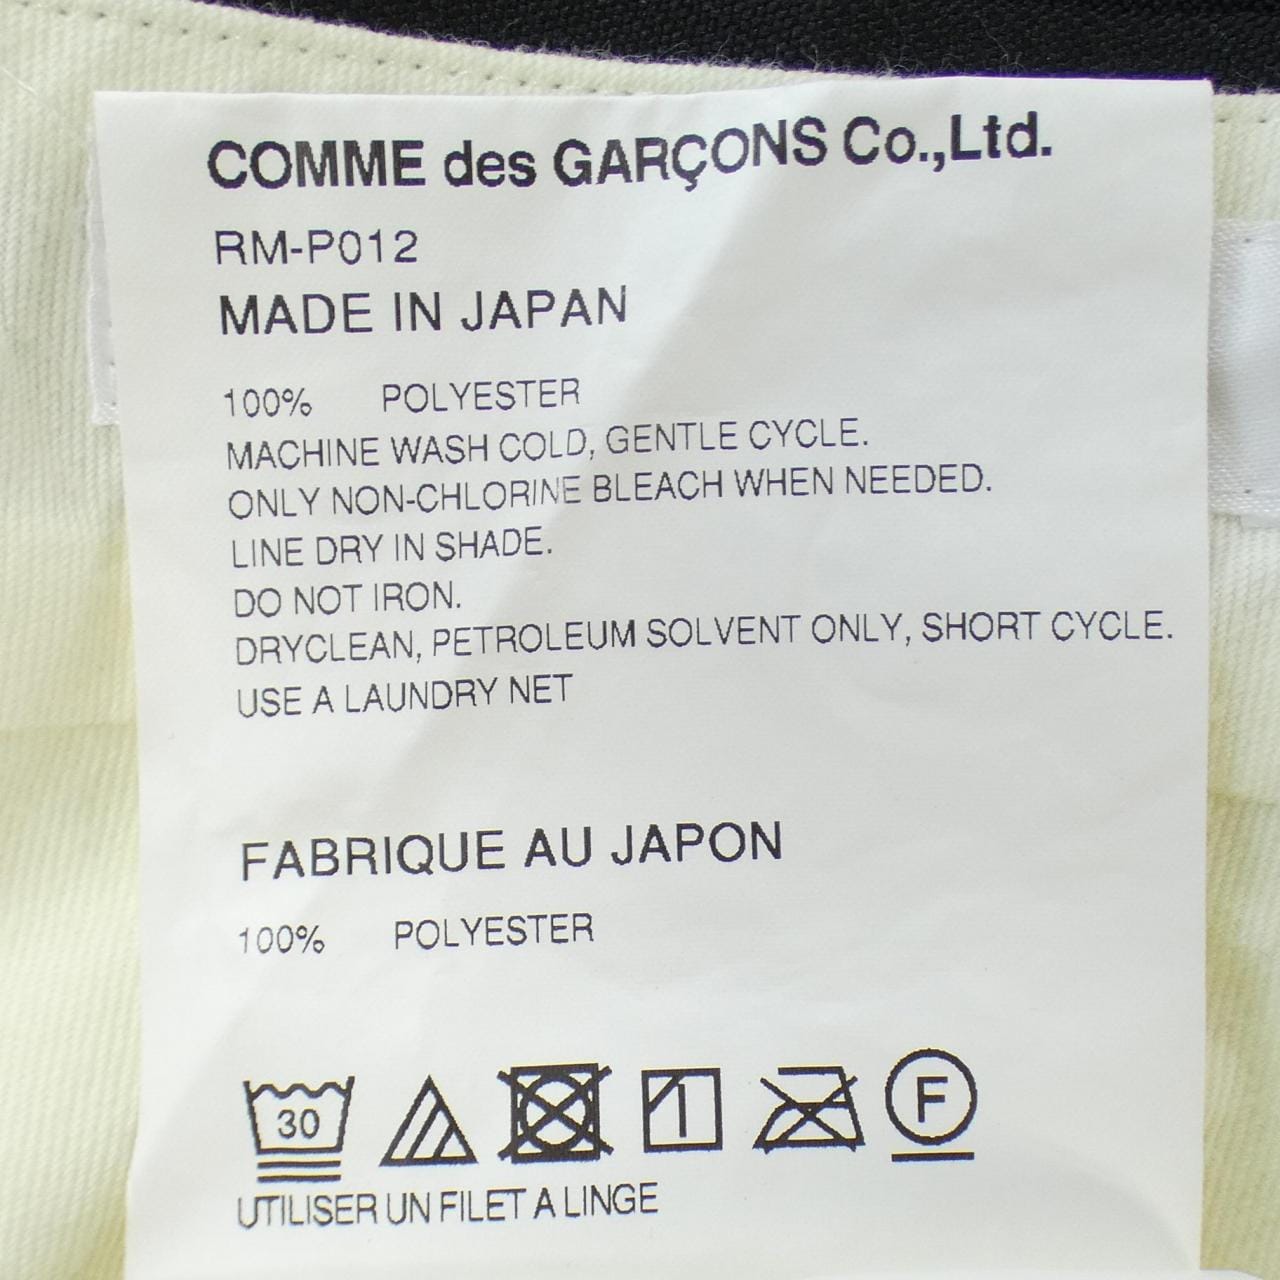 COMME des GARÇONS Co.,Ltd.
RM-P012
MADE IN JAPAN
100% POLYESTER
MACHINE WASH COLD, GENTLE CYCLE.
ONLY NON-CHLORINE BLEACH WHEN NEEDED.
LINE DRY IN SHADE.
DO NOT IRON.
DRYCLEAN, PETROLEUM SOLVENT ONLY, SHORT CYCLE.
USE A LAUNDRY NET
FABRIQUE AU JAPON
100% POLYESTER
30 F
UTILISER UN FILET A LINGE